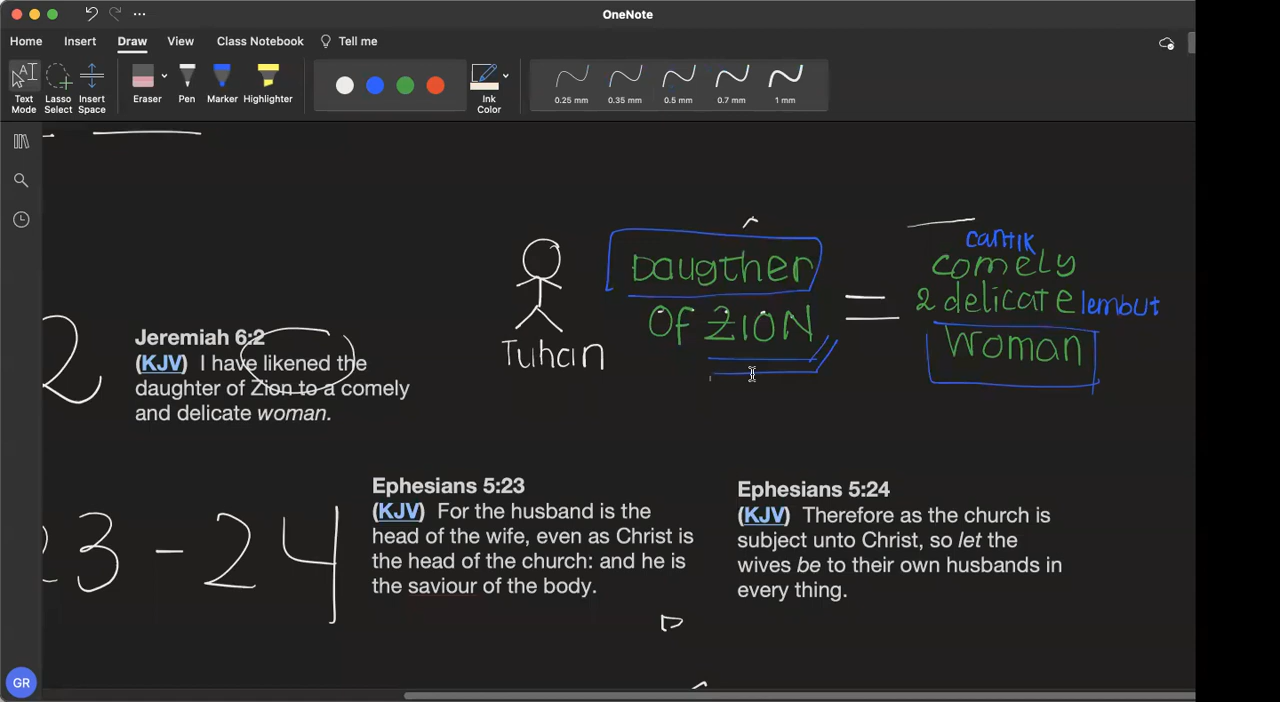 OneNote
Home Insert Draw View Class Notebook Tell me
Text Mode
Lasso Select
Insert Space
Eraser
Pen
Marker
Highlighter
Ink Color
0.25 mm 0.35 mm 0.5 mm 0.7 mm 1 mm
cantik
Daugther
comely
Of ZION
=
2 delicate lembut
Tuhan
Woman
2
Jeremiah 6:2
(KJV) I have likened the
daughter of Zion to a comely
and delicate woman.
23-24
Ephesians 5:23
(KJV) For the husband is the
head of the wife, even as Christ is
the head of the church: and he is
the saviour of the body.
Ephesians 5:24
(KJV) Therefore as the church is
subject unto Christ, so let the
wives be to their own husbands in
every thing.
GR